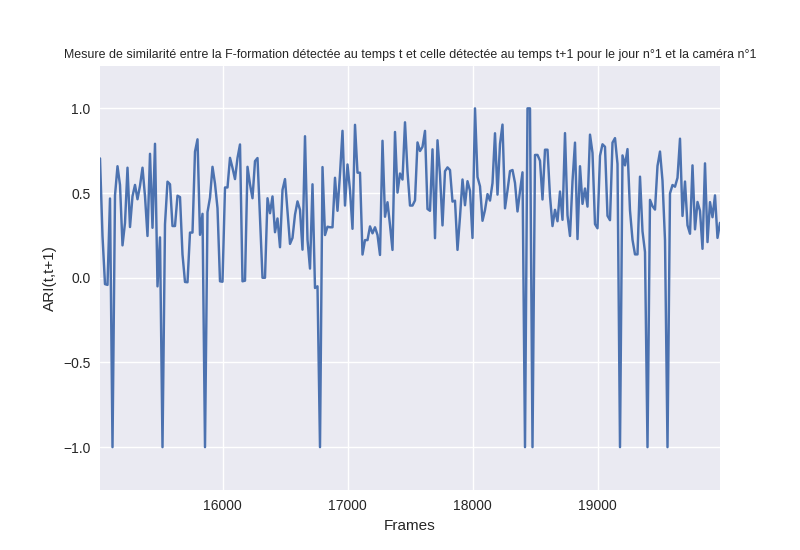 Mesure de similarité entre la F-formation détectée au temps t et celle détectée au temps t+1 pour le jour n°1 et la caméra n°1
1.0
0.5
0.0
−0.5
−1.0
ARI(t,t+1)
16000 17000 18000 19000
Frames